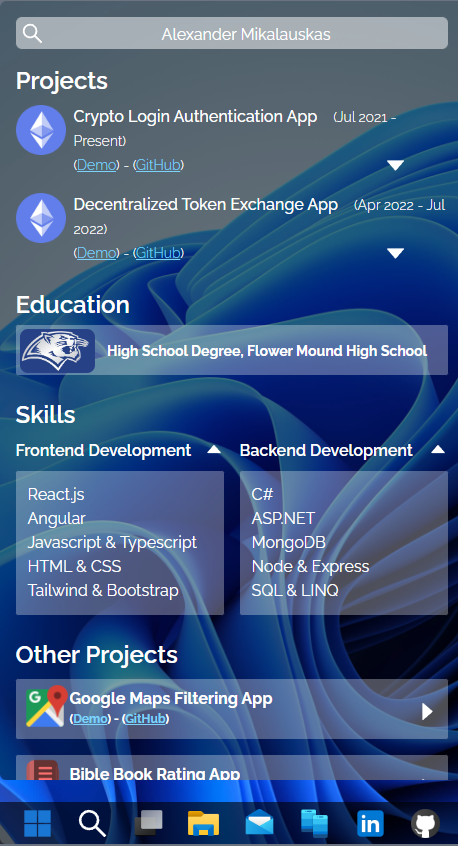 Alexander Mikalauskas
Projects
Crypto Login Authentication App (Jul 2021 -
Present)
(Demo) - (GitHub)
Decentralized Token Exchange App (Apr 2022 - Jul
2022)
(Demo) - (GitHub)
Education
High School Degree, Flower Mound High School
Skills
Frontend Development Backend Development
React.js
Angular
Javascript & Typescript
HTML & CSS
Tailwind & Bootstrap
C#
ASP.NET
MongoDB
Node & Express
SQL & LINQ
Other Projects
Google Maps Filtering App
(Demo) - (GitHub)
Bible Book Rating App